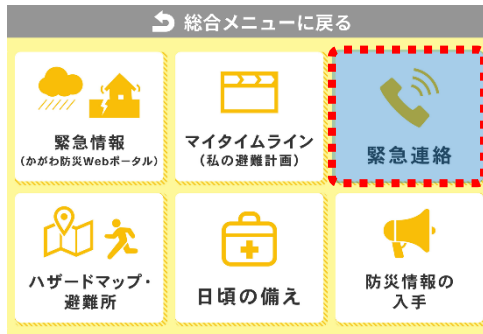 総合メニューに戻る
緊急情報
（かがわ防災Webポータル）
マイタイムライン
（私の避難計画）
緊急連絡
ハザードマップ・
避難所
日頃の備え
防災情報の
入手